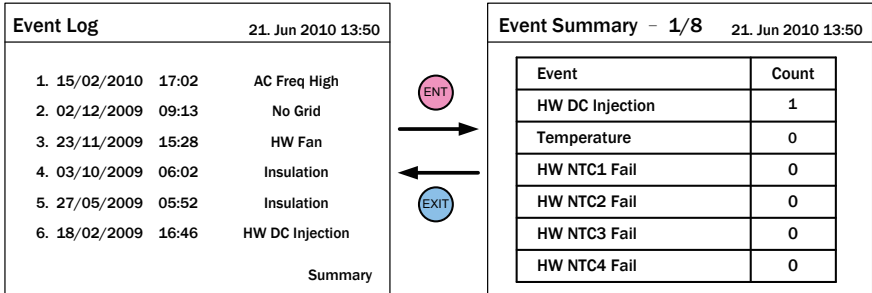 Event Log 21. Jun 2010 13:50
1. 15/02/2010 17:02 AC Freq High
2. 02/12/2009 09:13 No Grid
3. 23/11/2009 15:28 HW Fan
4. 03/10/2009 06:02 Insulation
5. 27/05/2009 05:52 Insulation
6. 18/02/2009 16:46 HW DC Injection
Summary
ENT
EXIT
Event Summary – 1/8 21. Jun 2010 13:50
Event Count
HW DC Injection 1
Temperature 0
HW NTC1 Fail 0
HW NTC2 Fail 0
HW NTC3 Fail 0
HW NTC4 Fail 0